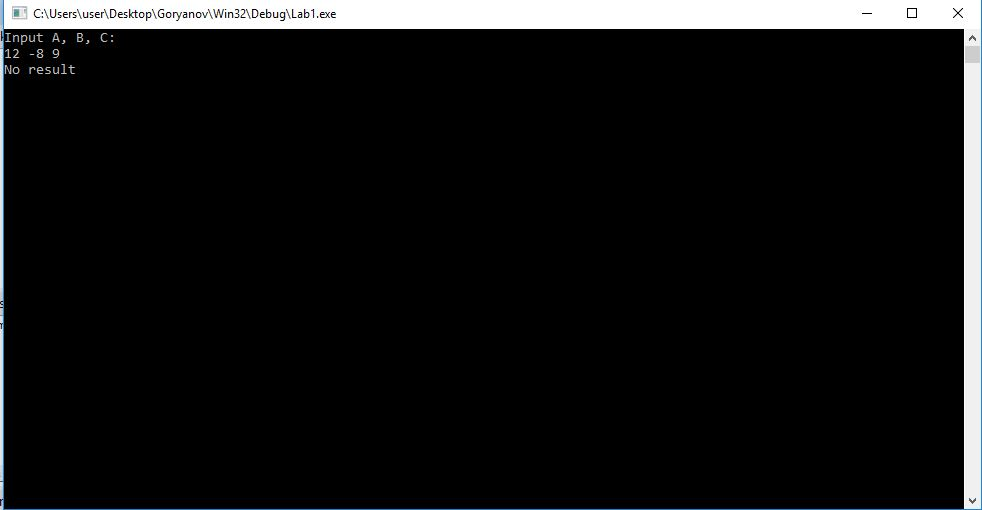 C:\Users\user\Desktop\Goryanov\Win32\Debug\Lab1.exe
Input A, B, C:
12 -8 9
No result